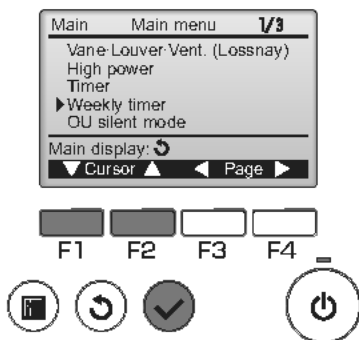 Main Main menu 1/3
Vane·Louver·Vent. (Lossnay)
High power
Timer
▶Weekly timer
OU silent mode
Main display: ↺
▼ Cursor ▲ ◀ Page ▶
F1 F2 F3 F4